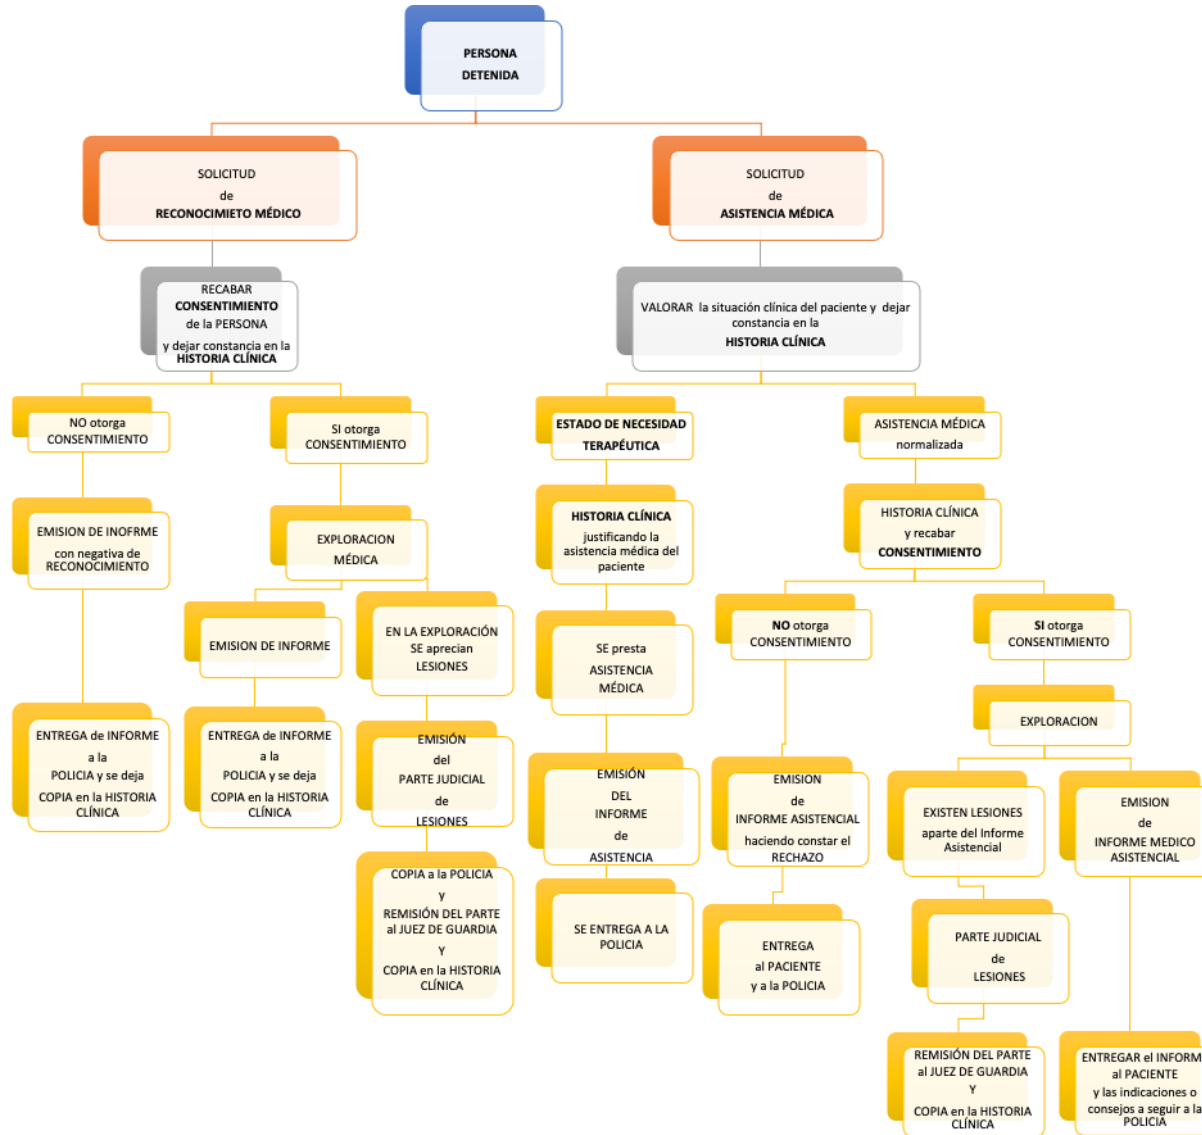 PERSONA
DETENIDA
SOLICITUD
de
RECONOCIMIETO MÉDICO
SOLICITUD
de
ASISTENCIA MÉDICA
RECABAR
CONSENTIMIENTO
de la PERSONA
y dejar constancia en la
HISTORIA CLÍNICA
VALORAR la situación clínica del paciente y dejar
constancia en la
HISTORIA CLÍNICA
NO otorga
CONSENTIMIENTO
SI otorga
CONSENTIMIENTO
ESTADO DE NECESIDAD
TERAPÉUTICA
ASISTENCIA MÉDICA
normalizada
EMISION DE INOFRME
con negativa de
RECONOCIMIENTO
EXPLORACION
MÉDICA
HISTORIA CLÍNICA
justificando la
asistencia médica del
paciente
HISTORIA CLÍNICA
y recabar
CONSENTIMIENTO
EMISION DE INFORME
EN LA EXPLORACIÓN
SE aprecian
LESIONES
SE presta
ASISTENCIA
MÉDICA
NO otorga
CONSENTIMIENTO
SI otorga
CONSENTIMIENTO
EXPLORACION
ENTREGA de INFORME
a la
POLICIA y se deja
COPIA en la HISTORIA
CLÍNICA
ENTREGA de INFORME
a la
POLICIA y se deja
COPIA en la HISTORIA
CLÍNICA
EMISIÓN
del
PARTE JUDICIAL
de
LESIONES
EMISIÓN
DEL
INFORME
de
ASISTENCIA
EMISION
de
INFORME ASISTENCIAL
haciendo constar el
RECHAZO
EXISTEN LESIONES
aparte del Informe
Asistencial
EMISION
de
INFORME MEDICO
ASISTENCIAL
COPIA a la POLICIA
y
REMISIÓN DEL PARTE
al JUEZ DE GUARDIA
Y
COPIA en la HISTORIA
CLÍNICA
SE ENTREGA A LA
POLICIA
ENTREGA
al PACIENTE
y a la POLICIA
PARTE JUDICIAL
de
LESIONES
REMISIÓN DEL PARTE
al JUEZ DE GUARDIA
Y
COPIA en la HISTORIA
CLÍNICA
ENTREGAR el INFORM
al PACIENTE
y las indicaciones o
consejos a seguir a la
POLICIA